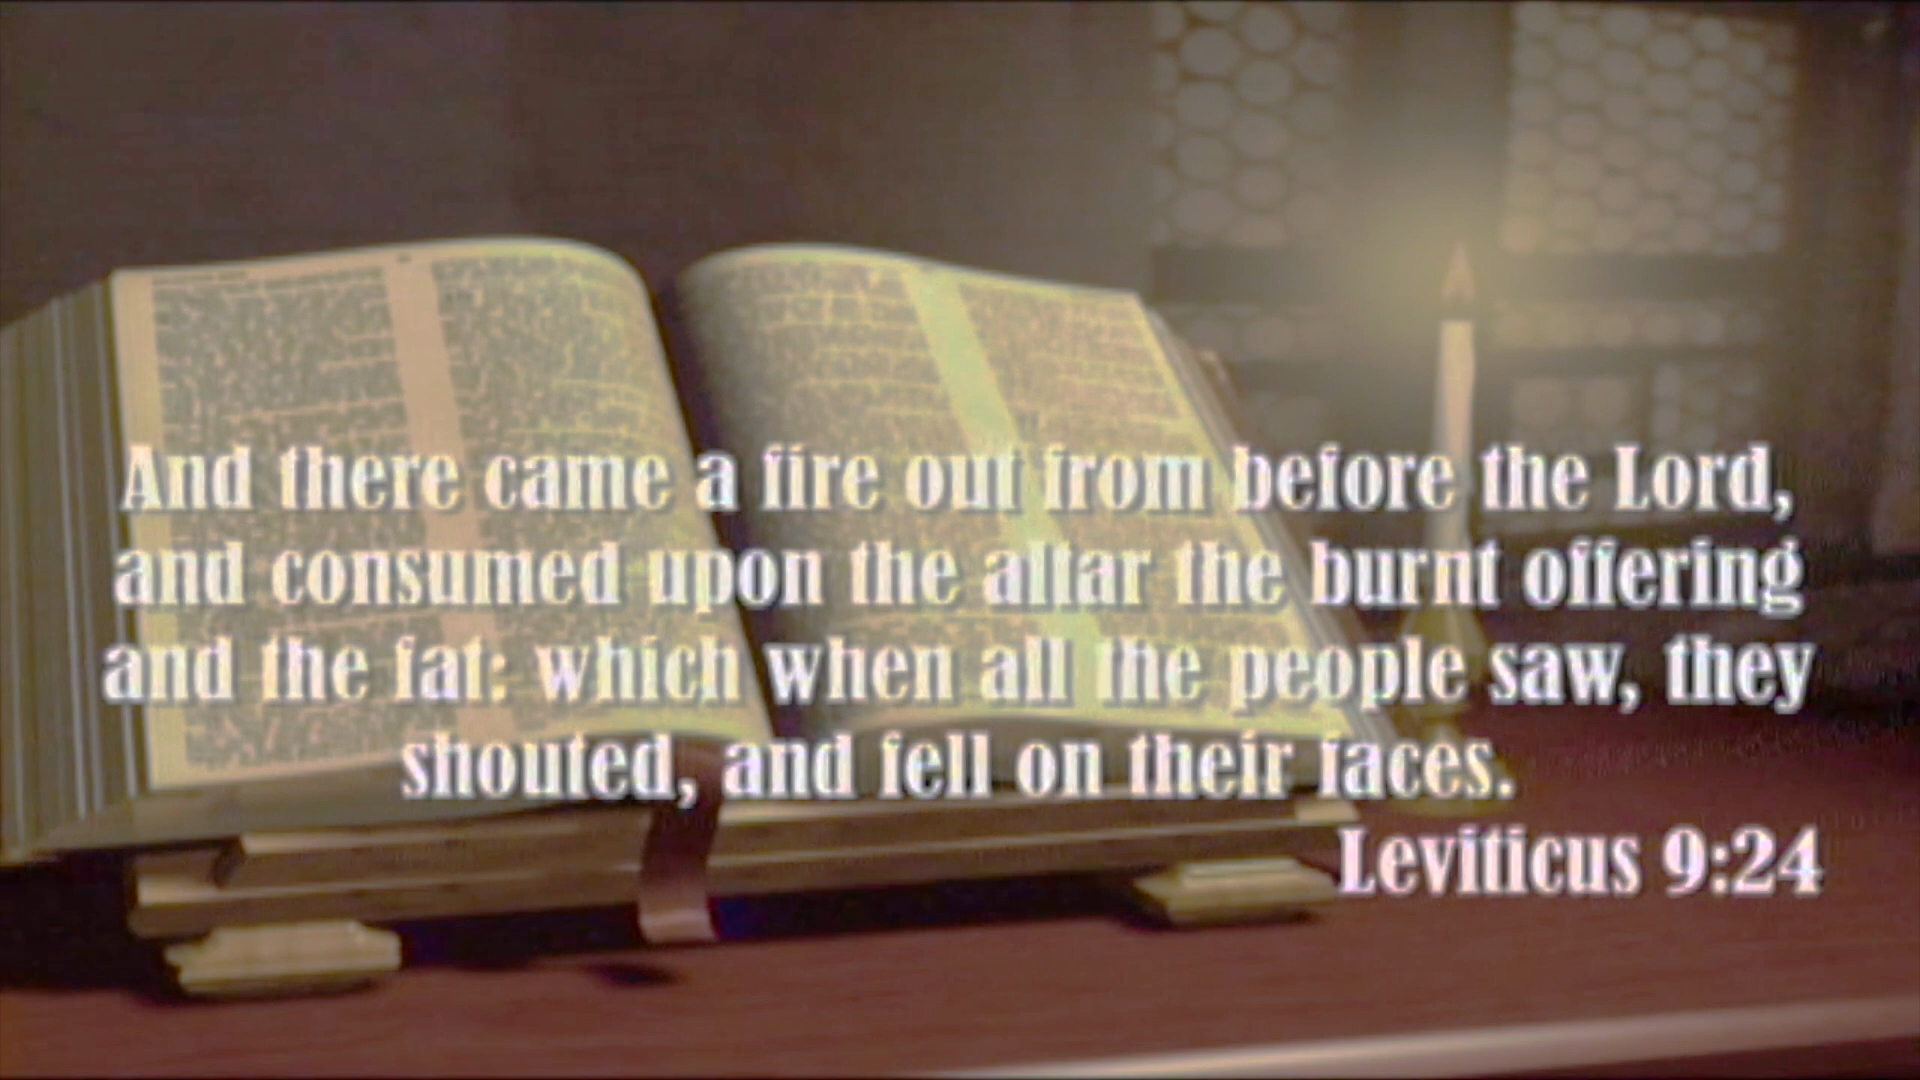 And there came a fire out from before the Lord,
and consumed upon the altar the burnt offering
and the fat: which when all the people saw, they
shouted, and fell on their faces.
Leviticus 9:24